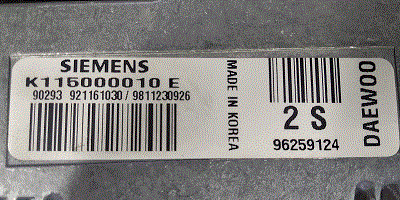 SIEMENS
K115000010 E
90293 921161030 / 9811230926
MADE IN KOREA
2 S
96259124
DAEWOO